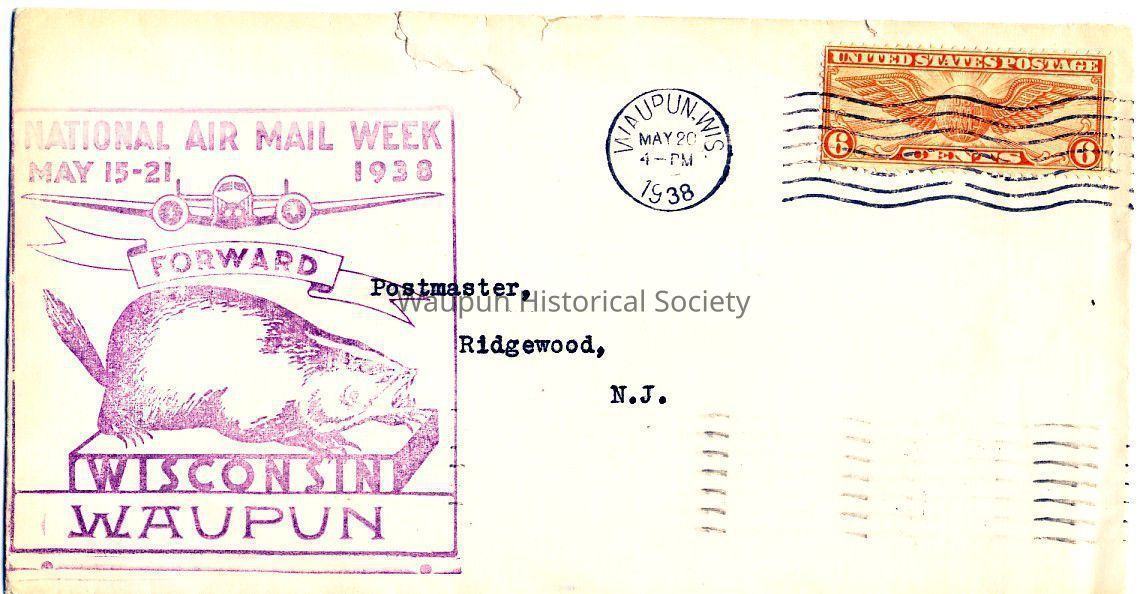 NATIONAL AIR MAIL WEEK
MAY 15-21 1938
FORWARD
WISCONSIN
WAUPUN
WAUPUN. WIS.
MAY 20
4-PM
1938
UNITED STATES POSTAGE
6 CENTS 6
Postmaster,
Waupun Historical Society
Ridgewood,
N.J.